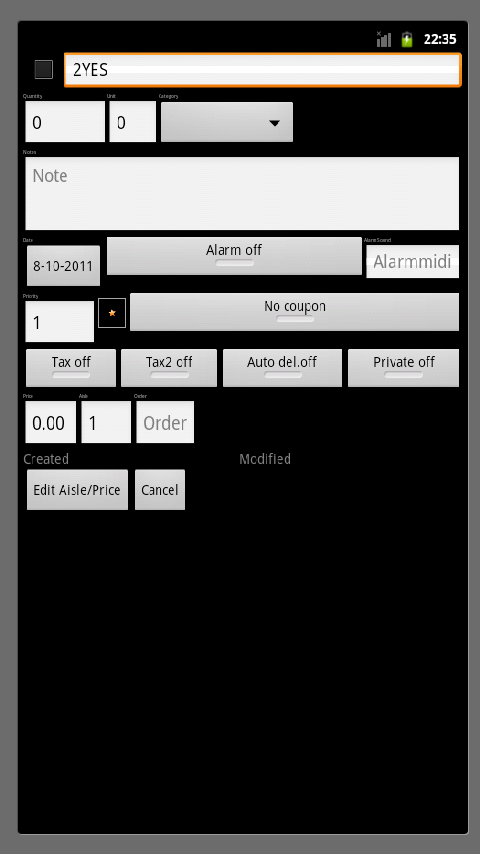 22:35
2YES
Quantity Unit Category
0 0
Notes
Note
Date Alarm Sound
8-10-2011 Alarm off Alarmmidi
Priority
1 No coupon
Tax off Tax2 off Auto del.off Private off
Price Aisle Order
0.00 1 Order
Created Modified
Edit Aisle/Price Cancel